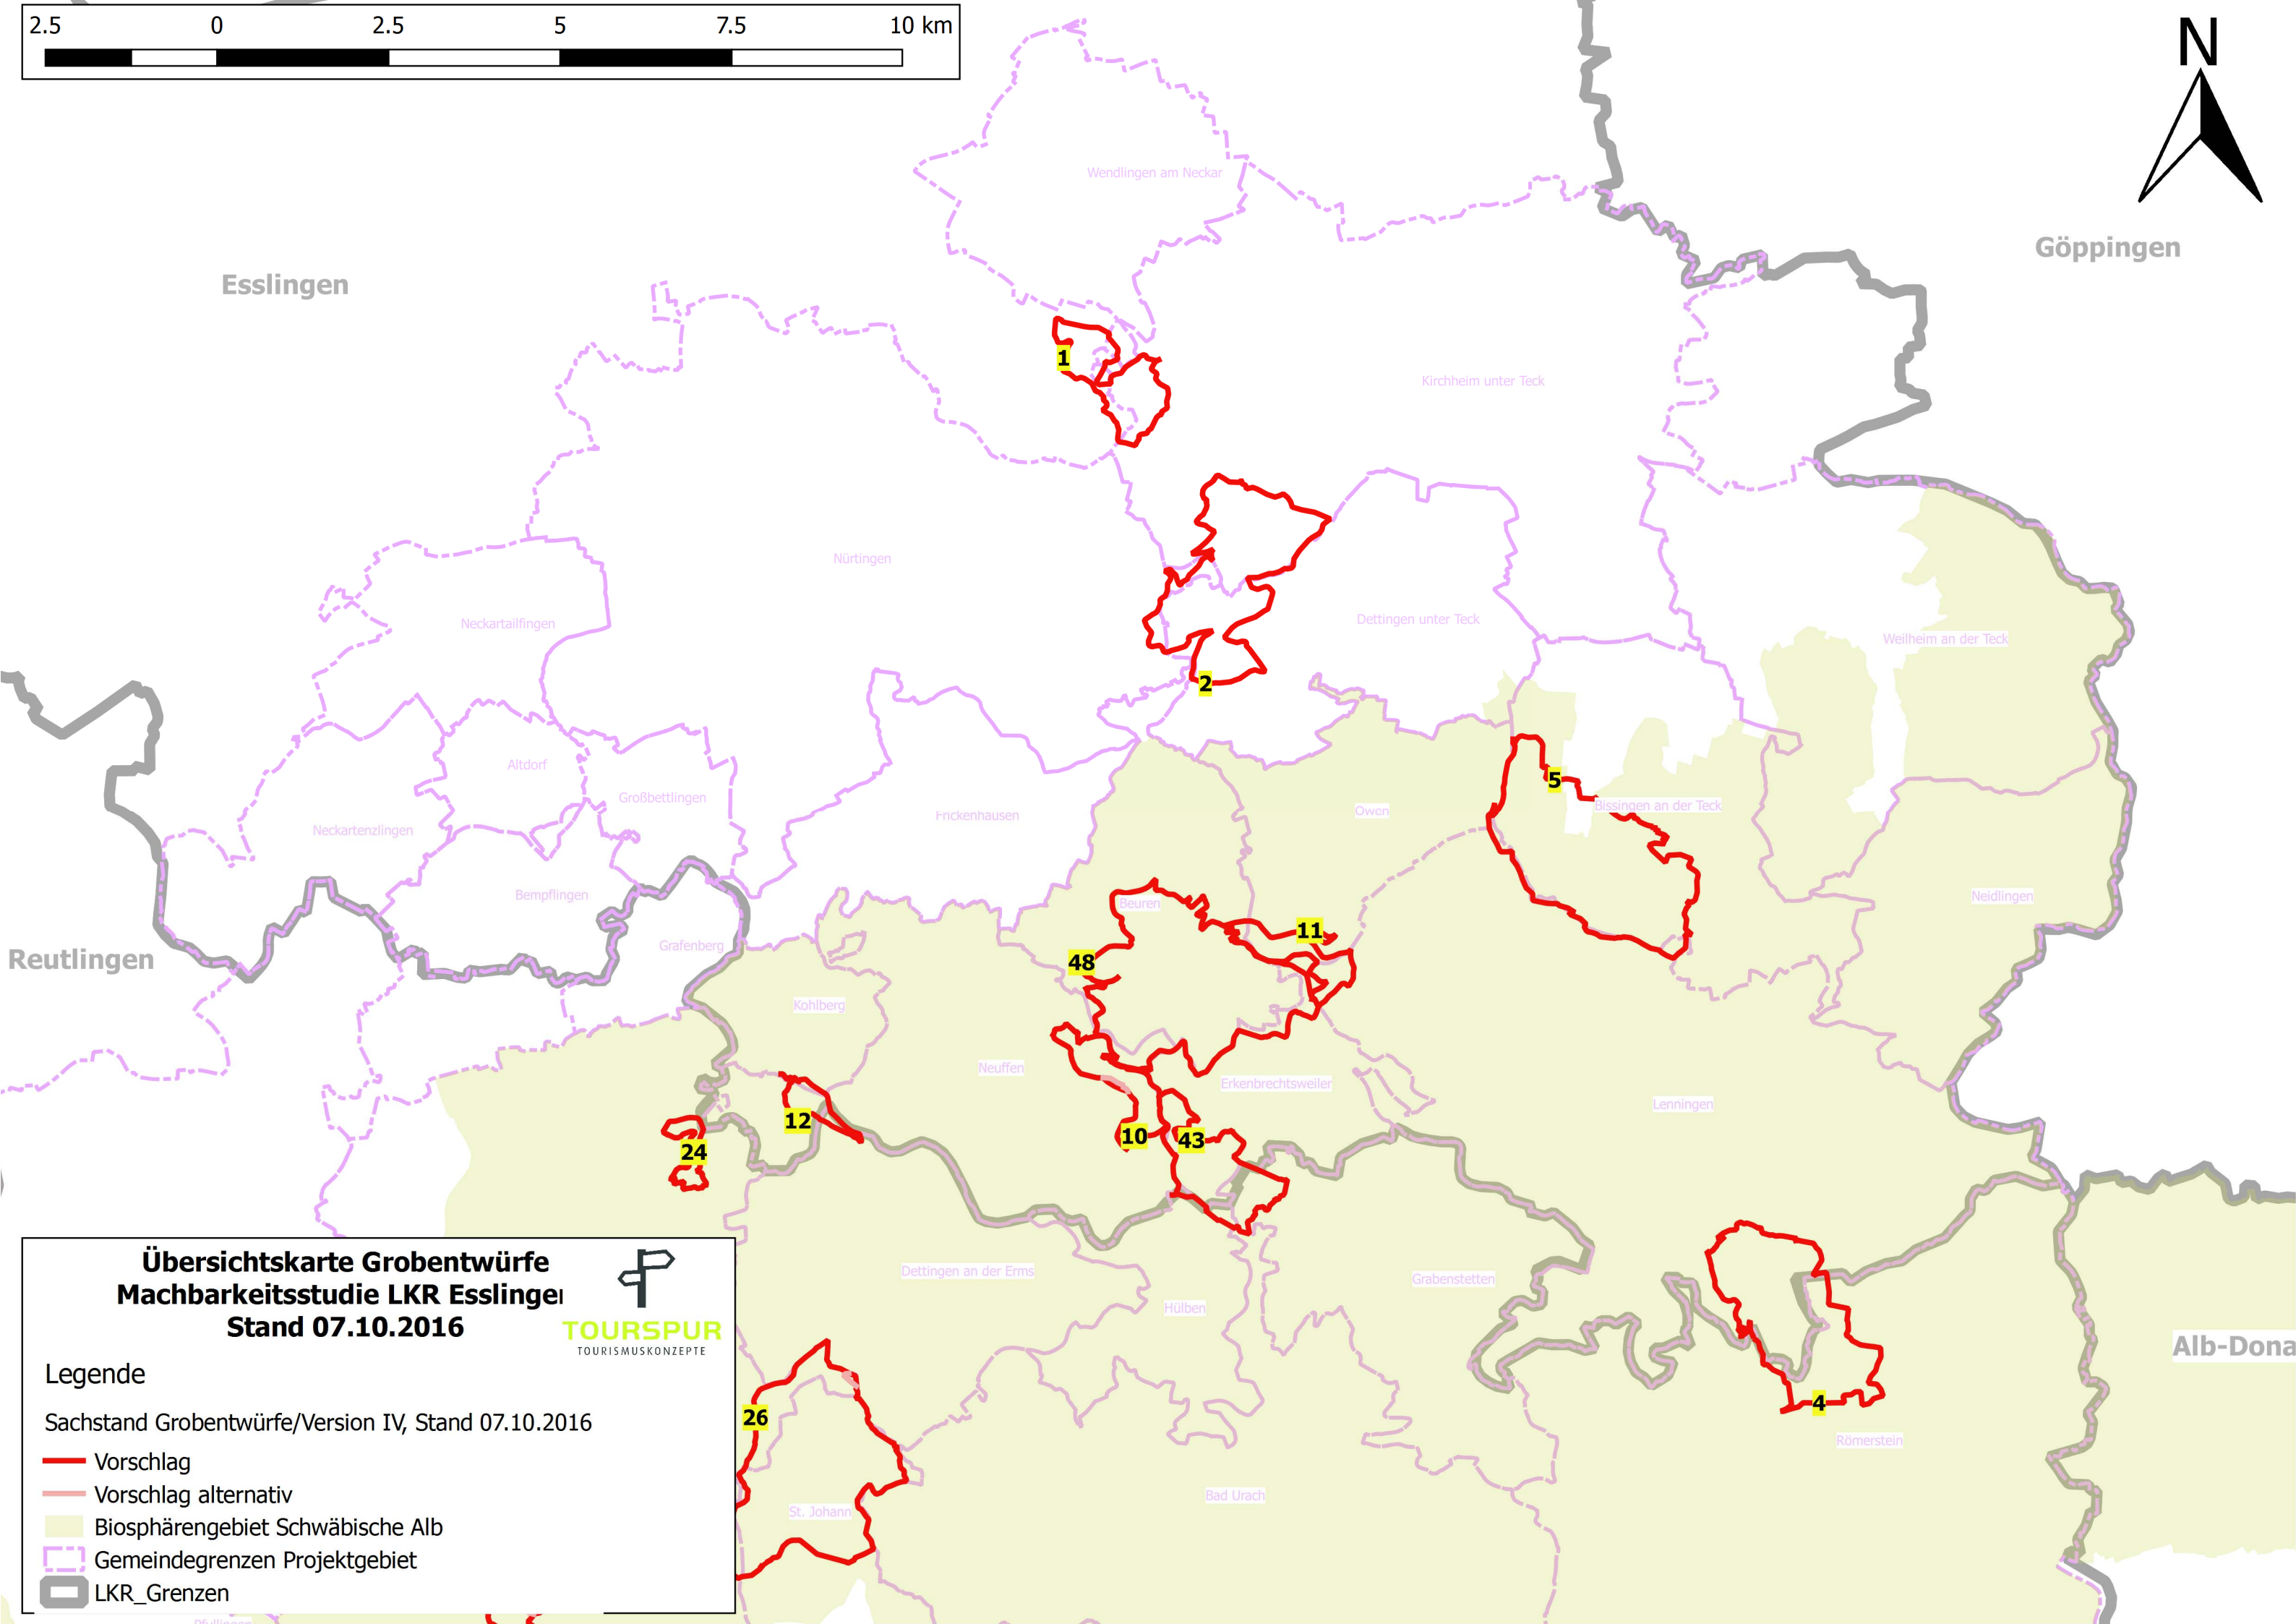 2.5 0 2.5 5 7.5 10 km
N
Wendlingen am Neckar
Göppingen
Esslingen
1
Kirchheim unter Teck
Nürtingen
Neckartailfingen
Dettingen unter Teck
Weilheim an der Teck
2
Altdorf
5
Großbettlingen
Bissingen an der Teck
Frickenhausen
Owen
Neckartenzlingen
Bempflingen
Beuren
Neidlingen
11
Grafenberg
Reutlingen
48
Kohlberg
Neuffen
Erkenbrechtsweiler
Lenningen
12
10
43
24
Dettingen an der Erms
Grabenstetten
Hülben
Alb-Dona
4
26
Römerstein
Bad Urach
St. Johann
Übersichtskarte Grobentwürfe
Machbarkeitsstudie LKR Esslingen
Stand 07.10.2016
TOURSPUR
TOURISMUSKONZEPTE
Legende
Sachstand Grobentwürfe/Version IV, Stand 07.10.2016
Vorschlag
Vorschlag alternativ
Biosphärengebiet Schwäbische Alb
Gemeindegrenzen Projektgebiet
LKR_Grenzen